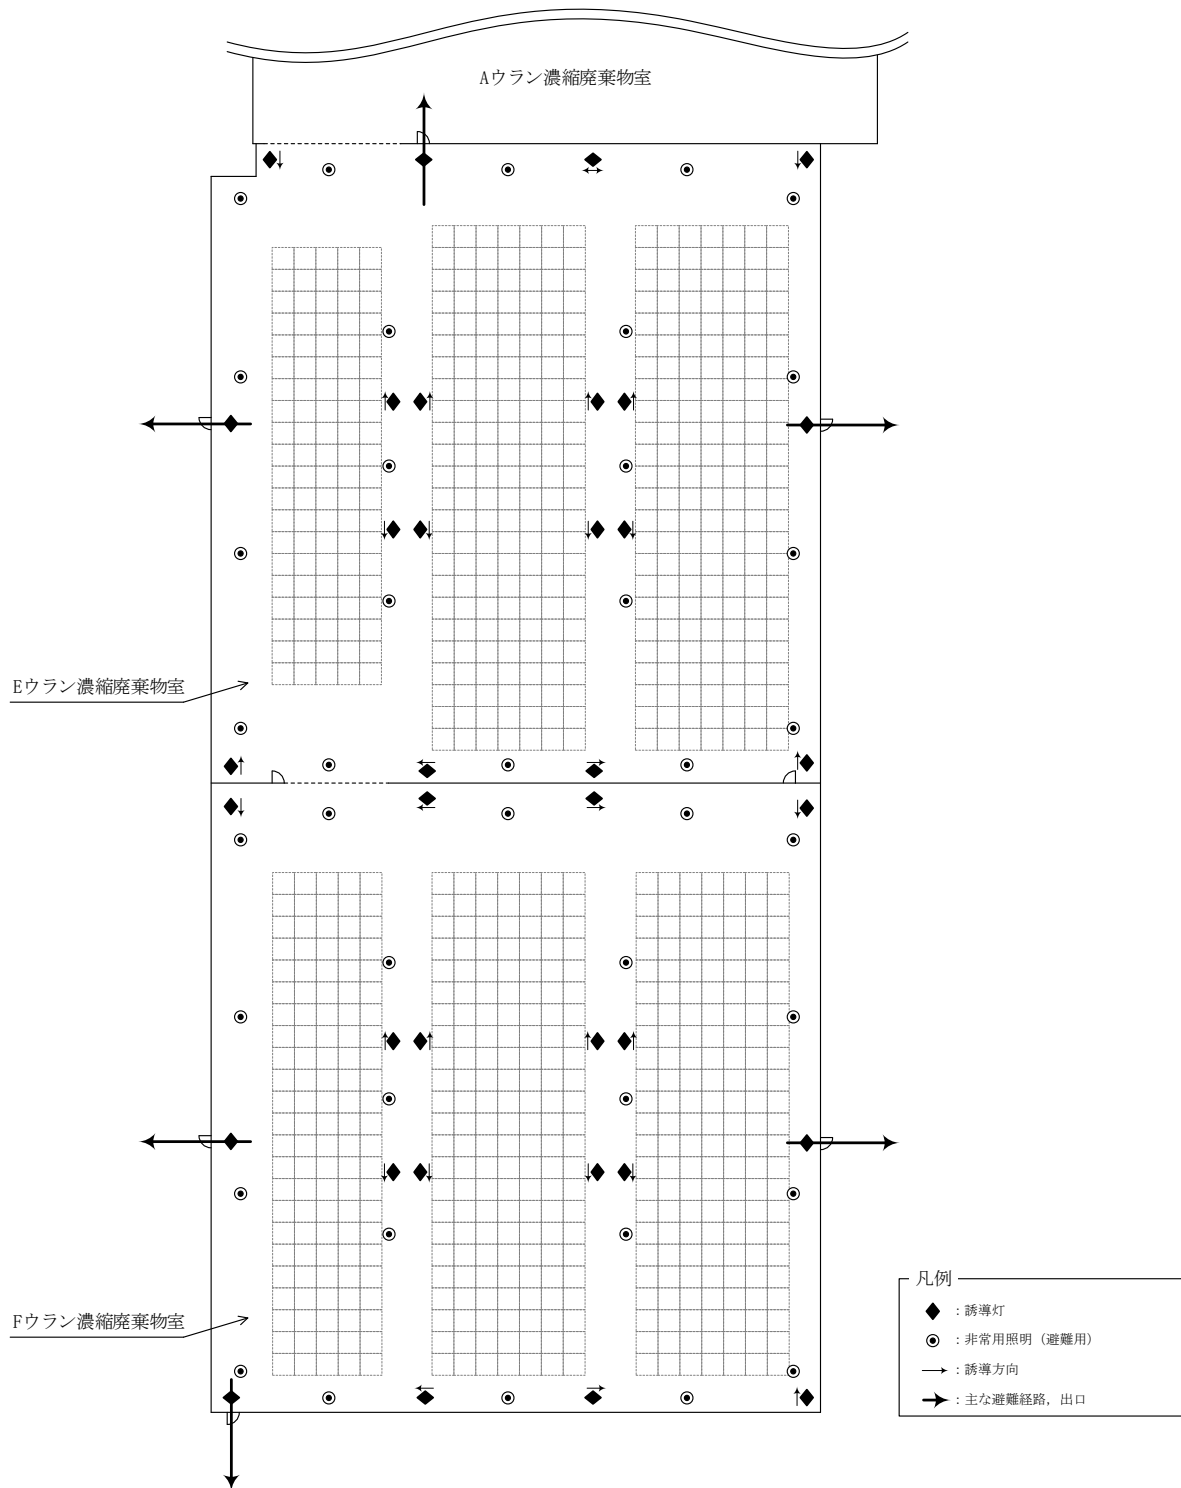 Aウラン濃縮廃棄物室
Eウラン濃縮廃棄物室
Fウラン濃縮廃棄物室
凡例
：誘導灯
：非常用照明（避難用）
：誘導方向
：主な避難経路，出口